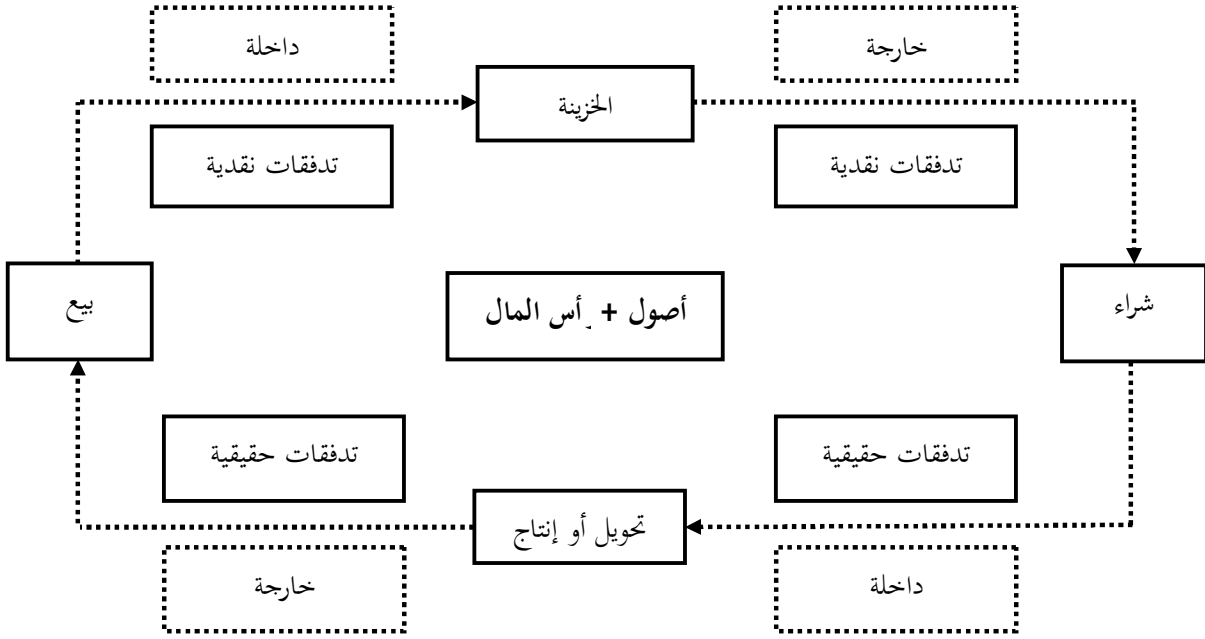 خارجة
داخلة
الخزينة
تدفقات نقدية
تدفقات نقدية
شراء
أصول + رأس المال
بيع
تدفقات حقيقية
تدفقات حقيقية
تحويل أو إنتاج
داخلة
خارجة